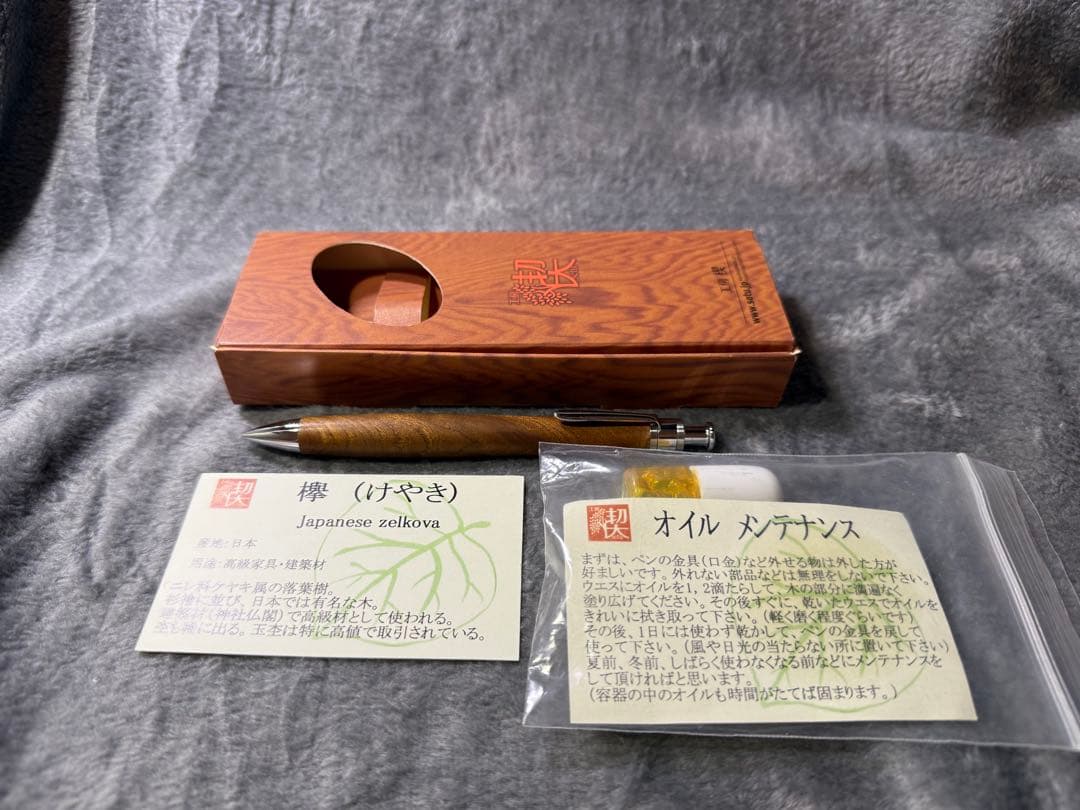 工房 楔
www.setu.jp
欅 (けやき)
Japanese zelkova
産地:日本
用途:高級家具・建築材
ニレ科ケヤキ属の落葉樹。
に並び、日本では有名な木。
(神社仏閣)で高級材として使われる。
に出る。玉杢は特に高値で取引されている。
オイル メンテナンス
まずは、ペンの金具(口金)など外せる物は外した方が
好ましいです。外れない部品などは無理をしないで下さい。
ウエスにオイルを1, 2滴たらして、木の部分に満遍なく
塗り広げてください。その後すぐに、乾いたウエスでオイルを
きれいに拭き取って下さい。(軽く磨く程度ぐらいです)
その後、1日には使わず乾かして、ペンの金具を戻して
使って下さい。(風や日光の当たらない所に置いて下さい)
夏前、冬前、しばらく使わなくなる前などにメンテナンスを
して頂ければと思います。
(容器の中のオイルも時間がたてば固まります。)